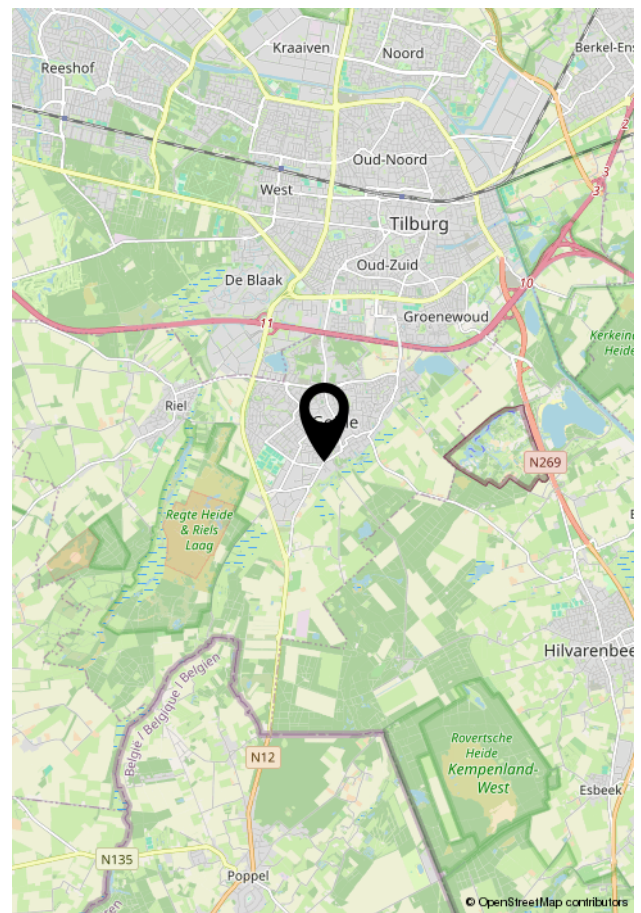 Kraaiven
Noord
Berkel-Ens
Reeshof
2
Oud-Noord
3
West
3
Tilburg
Oud-Zuid
De Blaak
10
Groenewoud
11
Kerkeind
Heide
Riel
N269
Regte Heide
& Riels
Laag
Hilvarenbee
België / Belgique / Belgien
N12
Rovertsche
Heide
Kempenland-
West
Esbeek
N135
Poppel
© OpenStreetMap contributors